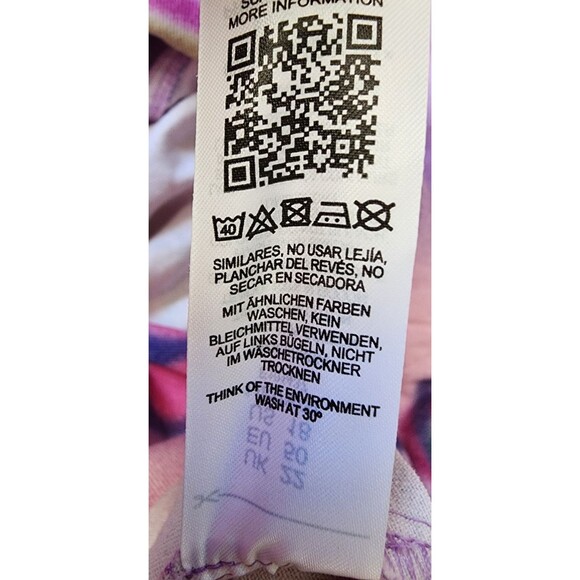 MORE INFORMATION
40
SIMILARES, NO USAR LEJÍA,
PLANCHAR DEL REVÉS, NO
SECAR EN SECADORA
MIT ÄHNLICHEN FARBEN
WASCHEN, KEIN
BLEICHMITTEL VERWENDEN,
AUF LINKS BÜGELN, NICHT
IM WÄSCHETROCKNER
TROCKNEN
THINK OF THE ENVIRONMENT
WASH AT 30º
US 18
EU 50
UK 22